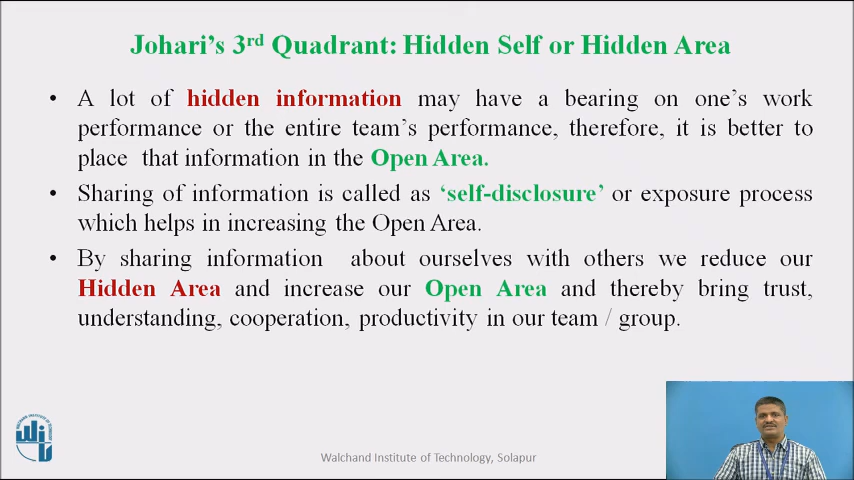 Johari's 3rd Quadrant: Hidden Self or Hidden Area
• A lot of hidden information may have a bearing on one's work
performance or the entire team's performance, therefore, it is better to
place that information in the Open Area.
• Sharing of information is called as ‘self-disclosure’ or exposure process
which helps in increasing the Open Area.
• By sharing information about ourselves with others we reduce our
Hidden Area and increase our Open Area and thereby bring trust,
understanding, cooperation, productivity in our team / group.
WIT
Walchand Institute of Technology, Solapur